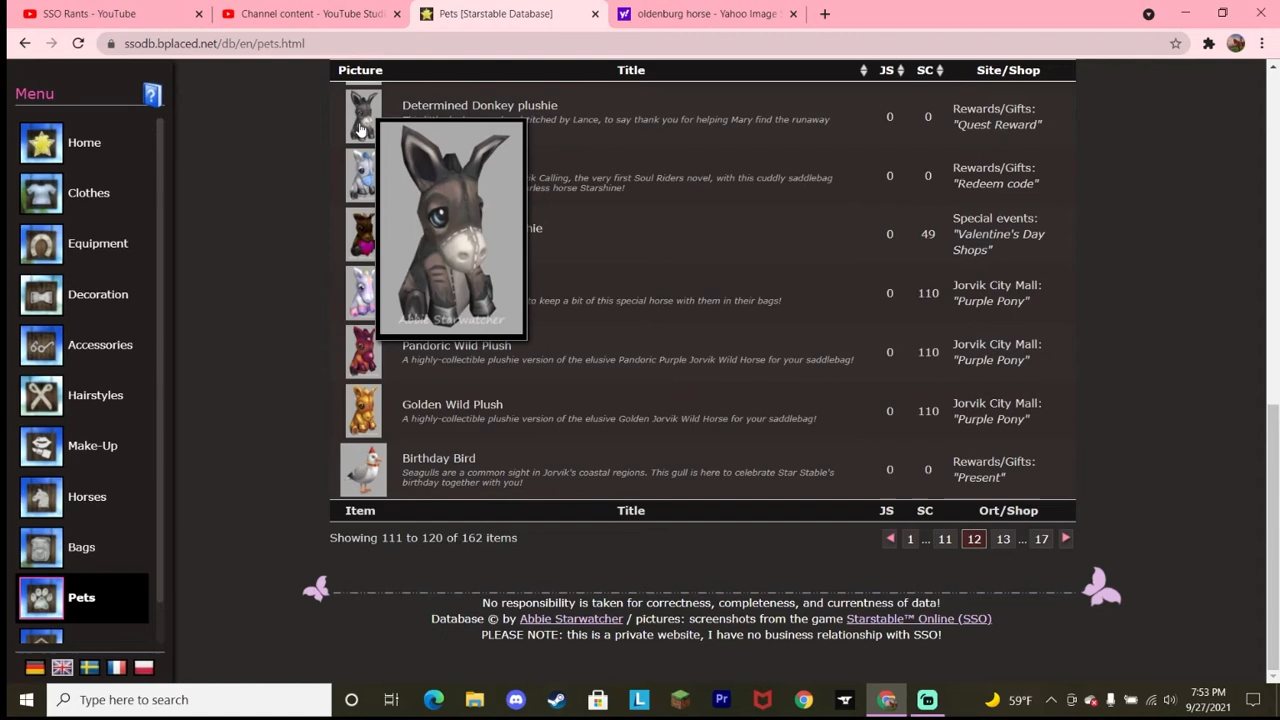 SSO Rants - YouTube
Channel content - YouTube Studi
Pets [Starstable Database]
oldenburg horse - Yahoo Image S
ssodb.bplaced.net/db/en/pets.html
Menu
Home
Clothes
Equipment
Decoration
Accessories
Hairstyles
Make-Up
Horses
Bags
Pets
Picture Title JS SC Site/Shop
Determined Donkey plushie
stitched by Lance, to say thank you for helping Mary find the runaway
0 0 Rewards/Gifts:
"Quest Reward"
Calling, the very first Soul Riders novel, with this cuddly saddlebag
horse Starshine!
0 0 Rewards/Gifts:
"Redeem code"
0 49 Special events:
"Valentine's Day
Shops"
to keep a bit of this special horse with them in their bags!
0 110 Jorvik City Mall:
"Purple Pony"
Pandoric Wild Plush
A highly-collectible plushie version of the elusive Pandoric Purple Jorvik Wild Horse for your saddlebag!
0 110 Jorvik City Mall:
"Purple Pony"
Golden Wild Plush
A highly-collectible plushie version of the elusive Golden Jorvik Wild Horse for your saddlebag!
0 110 Jorvik City Mall:
"Purple Pony"
Birthday Bird
Seagulls are a common sight in Jorvik's coastal regions. This gull is here to celebrate Star Stable's
birthday together with you!
0 0 Rewards/Gifts:
"Present"
Abbie Starwatcher
Item Title JS SC Ort/Shop
Showing 111 to 120 of 162 items
1 ... 11 12 13 ... 17
No responsibility is taken for correctness, completeness, and currentness of data!
Database © by Abbie Starwatcher / pictures: screenshots from the game Starstable™ Online (SSO)
PLEASE NOTE: this is a private website, I have no business relationship with SSO!
Type here to search
59°F
7:53 PM
9/27/2021